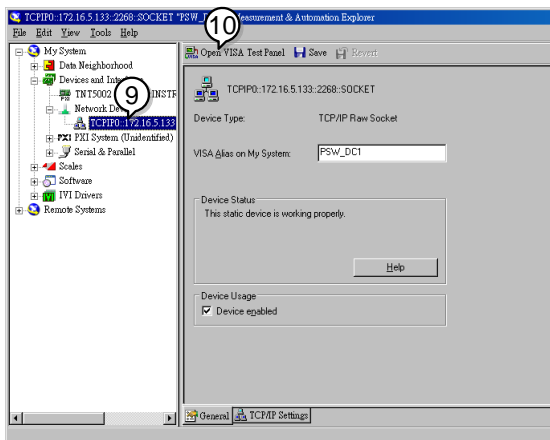 TCPIP0::172.16.5.133::2268::SOCKET "PSW_D Measurement & Automation Explorer
File Edit View Tools Help
10
Open VISA Test Panel Save Revert
My System
Data Neighborhood
Devices and Inte
TNT5002 INSTR
Network De
9
TCPIP0::172.16.5.133
PXI PXI System (Unidentified)
Serial & Parallel
Scales
Software
IVI Drivers
Remote Systems
TCPIP0::172.16.5.133::2268::SOCKET
Device Type: TCP/IP Raw Socket
VISA Alias on My System: PSW_DC1
Device Status
This static device is working properly.
Help
Device Usage
Device enabled
General TCP/IP Settings